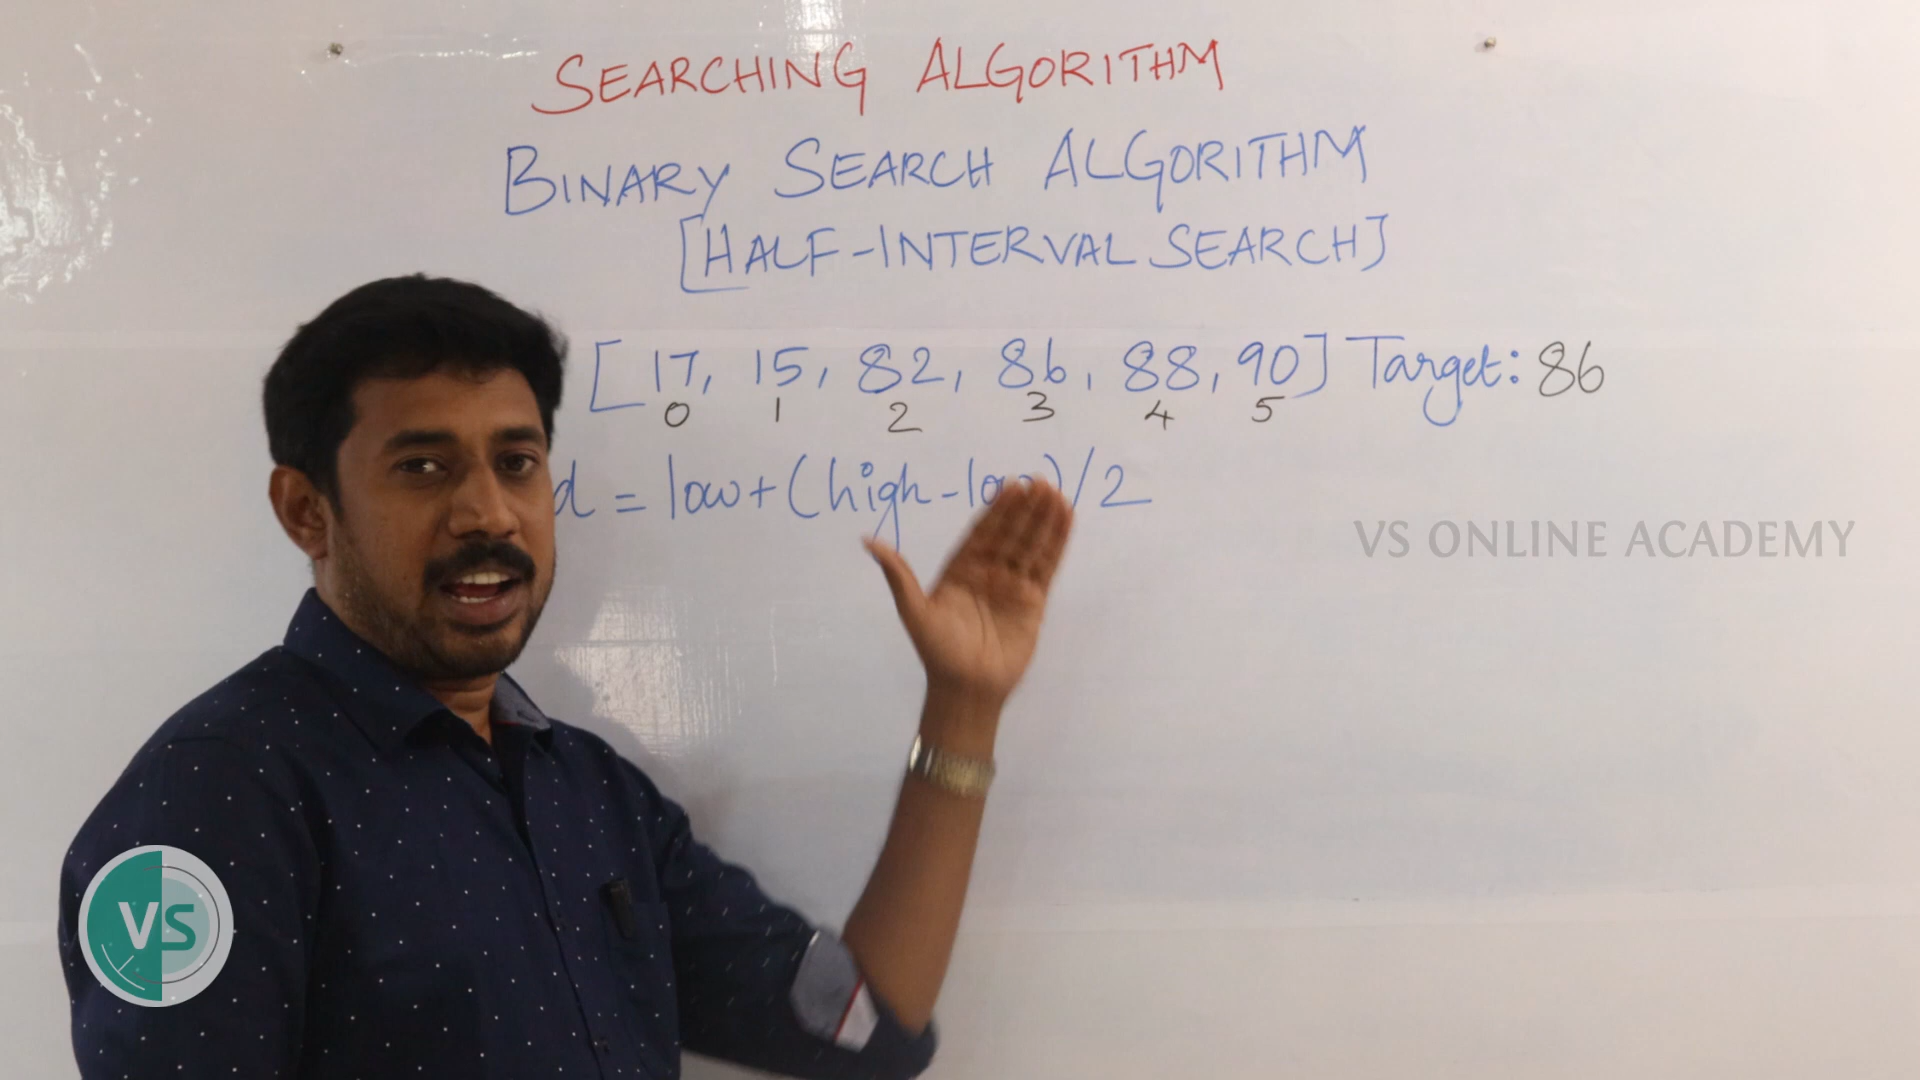 SEARCHING ALGORITHM
BINARY SEARCH ALGORITHM
[HALF-INTERVAL SEARCH]
[17, 15, 82, 86, 88, 90] Target: 86
0 1 2 3 4 5
= low + (high - low) / 2
VS ONLINE ACADEMY
VS